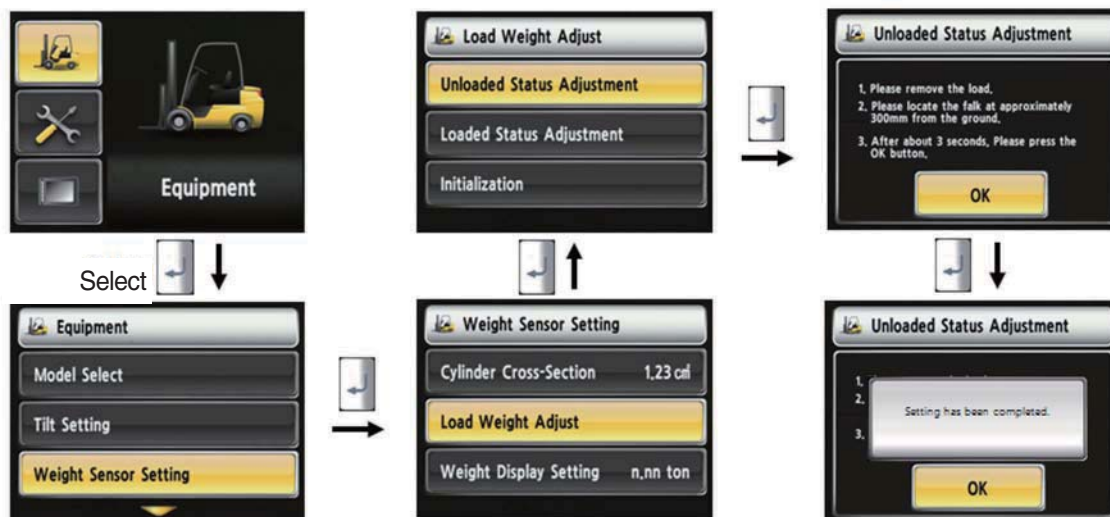 Equipment
Select
Equipment
Model Select
Tilt Setting
Weight Sensor Setting
Weight Sensor Setting
Cylinder Cross-Section 1,23 ㎠
Load Weight Adjust
Weight Display Setting n,nn ton
Load Weight Adjust
Unloaded Status Adjustment
Loaded Status Adjustment
Initialization
Unloaded Status Adjustment
1, Please remove the load,
2, Please locate the falk at approximately
300mm from the ground,
3, After about 3 seconds, Please press the
OK button,
OK
Unloaded Status Adjustment
1,
2,
3,
Setting has been completed.
OK